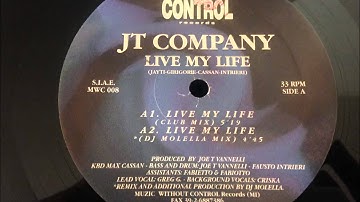 CONTROL
records
JT COMPANY
LIVE MY LIFE
(JAYTI-GIRIGORIE-CASSAN-INTRIERI)
S.I.A.E.
MWC 008
33 RPM
SIDE A
A1. LIVE MY LIFE
(CLUB MIX) 5'19
A2. LIVE MY LIFE
*(DJ MOLELLA MIX) 4'45
PRODUCED BY JOE T VANNELLI
KBD MAX CASSAN - BASS AND DRUM: JOE T VANNELLI - FAUSTO INTRIERI
ASSISTANTS: FABIETTO & FABIOTTO
LEAD VOCAL: GREG G. - BACKGROUND VOCALS: CRISKA
*REMIX AND ADDITIONAL PRODUCTION BY DJ MOLELLA.
MUZIC WITHOUT CONTROL Records (MI)
FAX 39-2-6887386